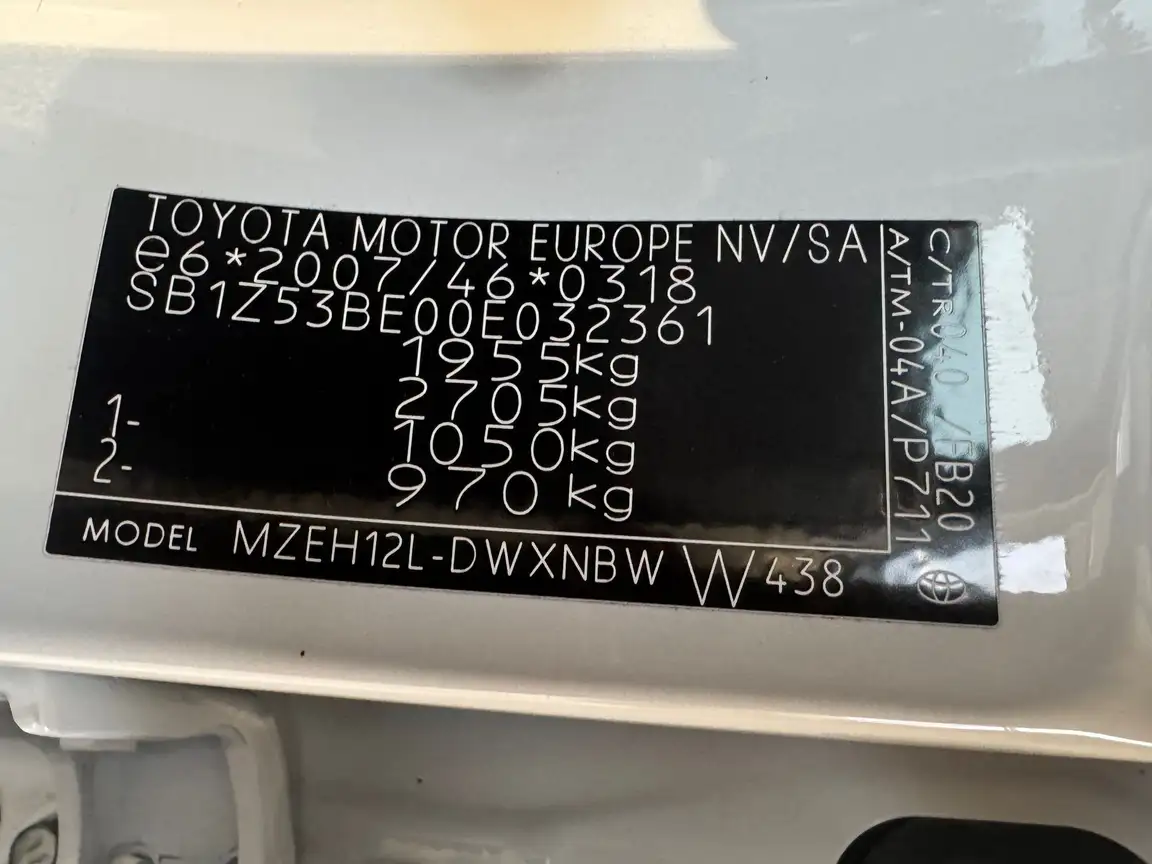 TOYOTA MOTOR EUROPE NV/SA
e6*2007/46*0318
SB1Z53BE00E032361
1955kg
2705kg
1- 1050kg
2- 970 kg
MODEL MZEH12L-DWXNBW W438
C/TR040 /FB20
A/TM-04A/P711